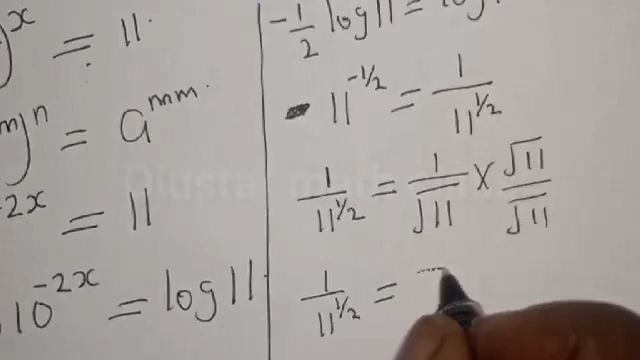 )^x = 11.
m)^n = a^mm.
-2x = 11
10^-2x = log 11
-1/2 log 11 = log
11^-1/2 = 1/11^1/2
1/11^1/2 = 1/√11 × √11/√11
1/11^1/2 =